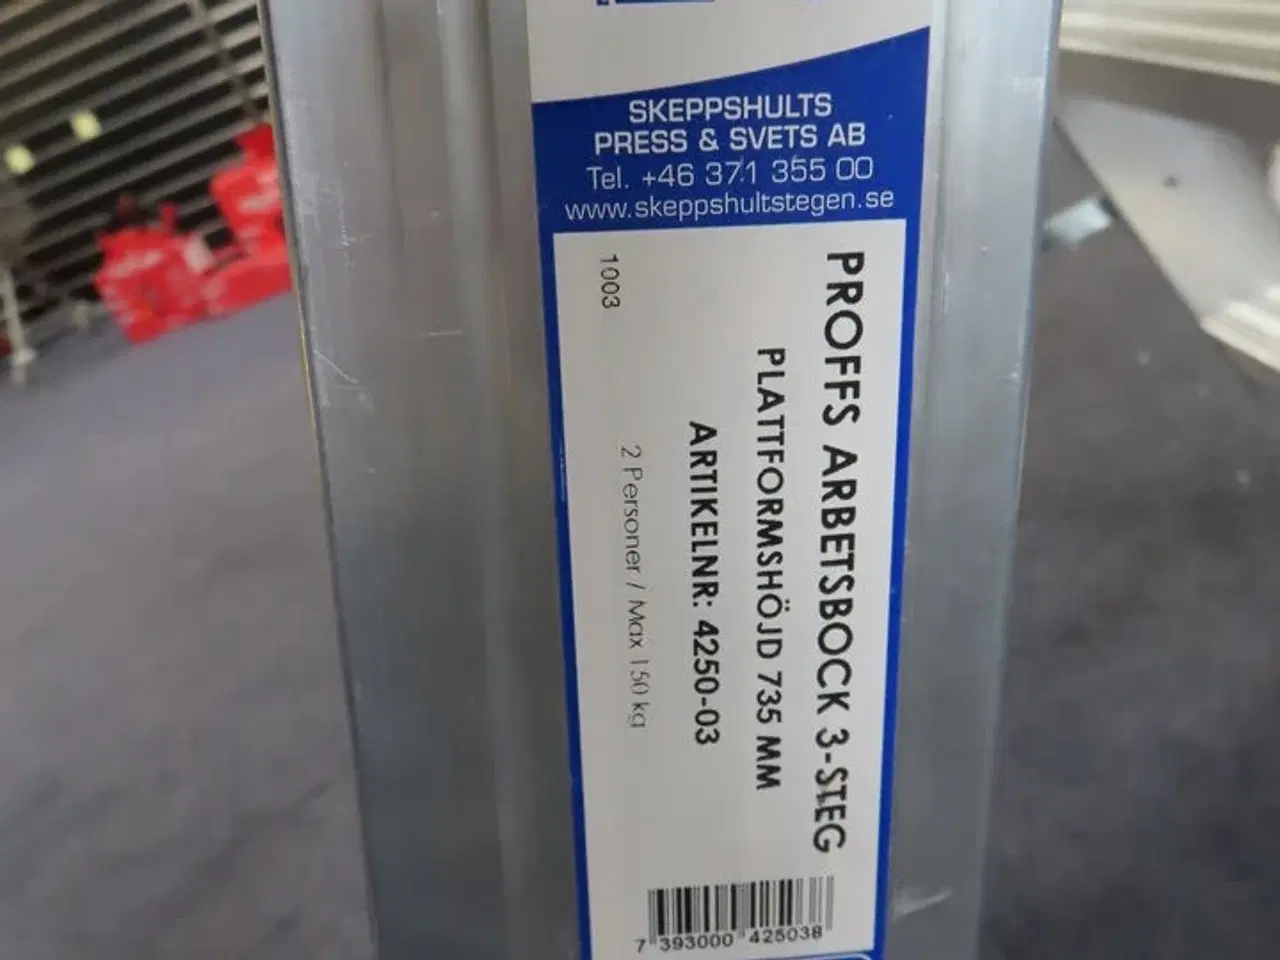 SKEPPSHULTS
PRESS & SVETS AB
Tel. +46 371 355 00
www.skeppshultstegen.se
PROFFS ARBETSBOCK 3-STEG
PLATTFORMSHÖJD 735 MM
ARTIKELNR: 4250-03
2 Personer / Max 150 kg
1003
7 393000 425038